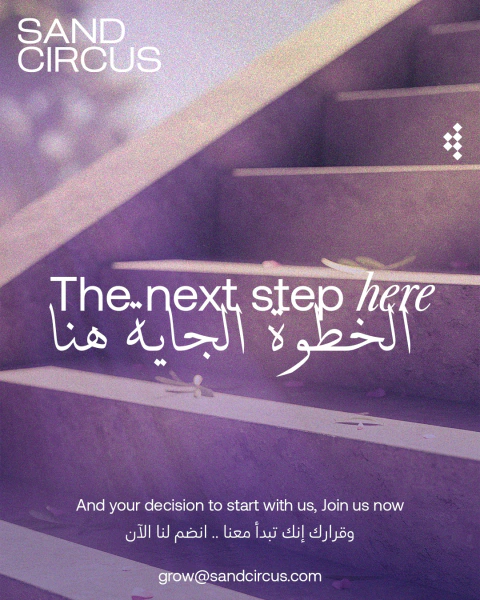 SAND
CIRCUS
The next step here
الخطوة الجاية هنا
And your decision to start with us, Join us now
وقرارك إنك تبدأ معنا .. انضم لنا الآن
grow@sandcircus.com